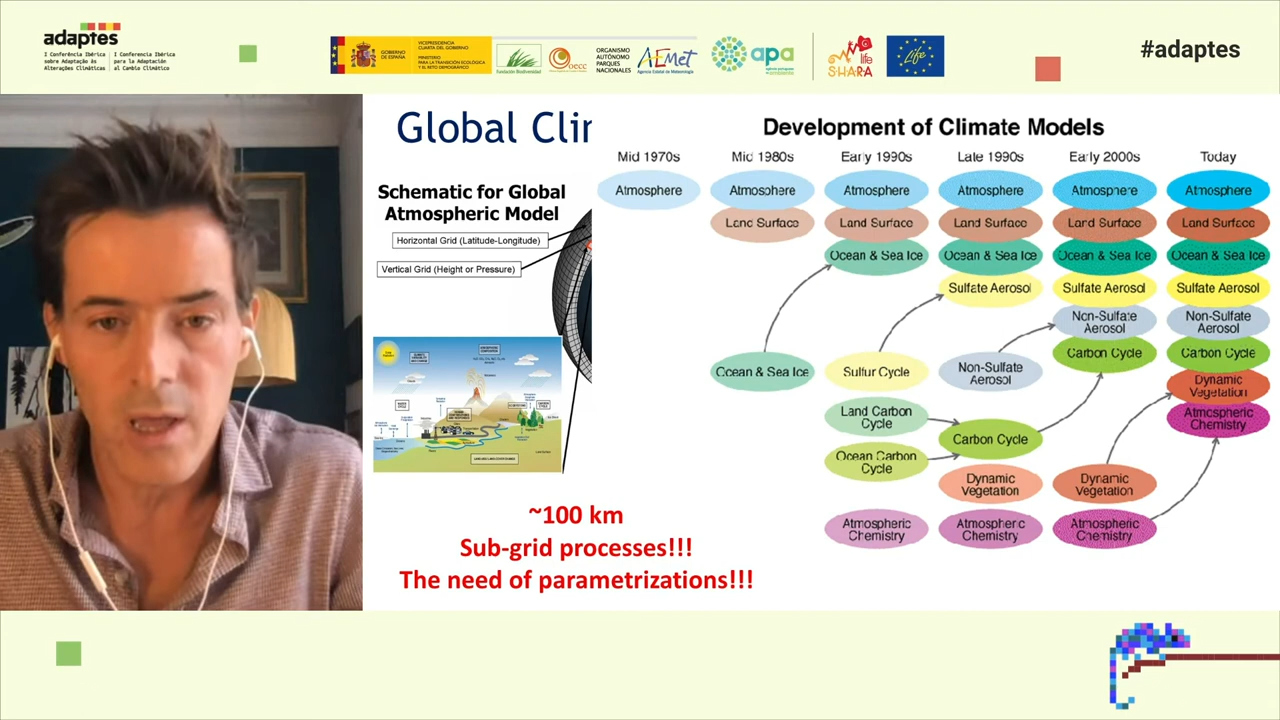 adaptes
I Conferência Ibérica
sobre Adaptação às
Alterações Climáticas
I Conferencia Ibérica
para la Adaptación
al Cambio Climático
GOBIERNO
DE ESPAÑA
VICEPRESIDENCIA
CUARTA DEL GOBIERNO
MINISTERIO
PARA LA TRANSICIÓN ECOLÓGICA
Y EL RETO DEMOGRÁFICO
Fundación Biodiversidad
oecc
ORGANISMO
AUTÓNOMO
PARQUES
NACIONALES
AEMet
Agencia Estatal de Meteorología
apa
life
SHARA
Life
#adaptes
Global Clir
Schematic for Global
Atmospheric Model
Horizontal Grid (Latitude-Longitude)
Vertical Grid (Height or Pressure)
~100 km
Sub-grid processes!!!
The need of parametrizations!!!
Development of Climate Models
Mid 1970s
Mid 1980s
Early 1990s
Late 1990s
Early 2000s
Today
Atmosphere
Atmosphere
Atmosphere
Atmosphere
Atmosphere
Atmosphere
Land Surface
Land Surface
Land Surface
Land Surface
Land Surface
Ocean & Sea Ice
Ocean & Sea Ice
Ocean & Sea Ice
Ocean & Sea Ice
Sulfate Aerosol
Sulfate Aerosol
Sulfate Aerosol
Non-Sulfate
Aerosol
Non-Sulfate
Aerosol
Ocean & Sea Ice
Sulfur Cycle
Non-Sulfate
Aerosol
Carbon Cycle
Carbon Cycle
Dynamic
Vegetation
Land Carbon
Cycle
Atmospheric
Chemistry
Carbon Cycle
Ocean Carbon
Cycle
Dynamic
Vegetation
Dynamic
Vegetation
Atmospheric
Chemistry
Atmospheric
Chemistry
Atmospheric
Chemistry